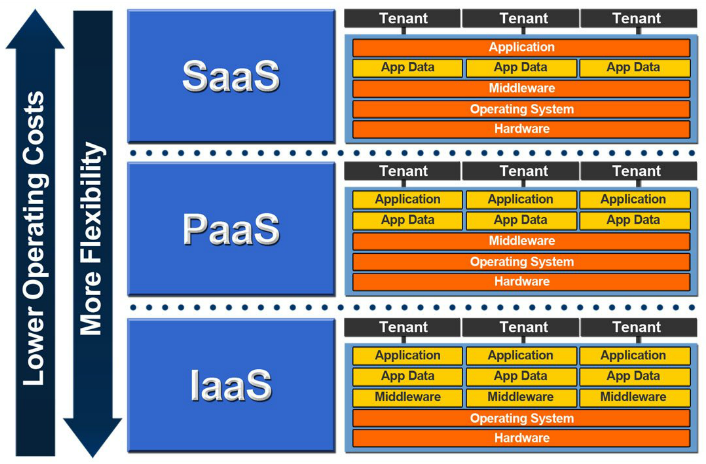 Lower Operating Costs
More Flexibility
SaaS
Tenant Tenant Tenant
Application
App Data App Data App Data
Middleware
Operating System
Hardware
PaaS
Tenant Tenant Tenant
Application Application Application
App Data App Data App Data
Middleware
Operating System
Hardware
IaaS
Tenant Tenant Tenant
Application Application Application
App Data App Data App Data
Middleware Middleware Middleware
Operating System
Hardware